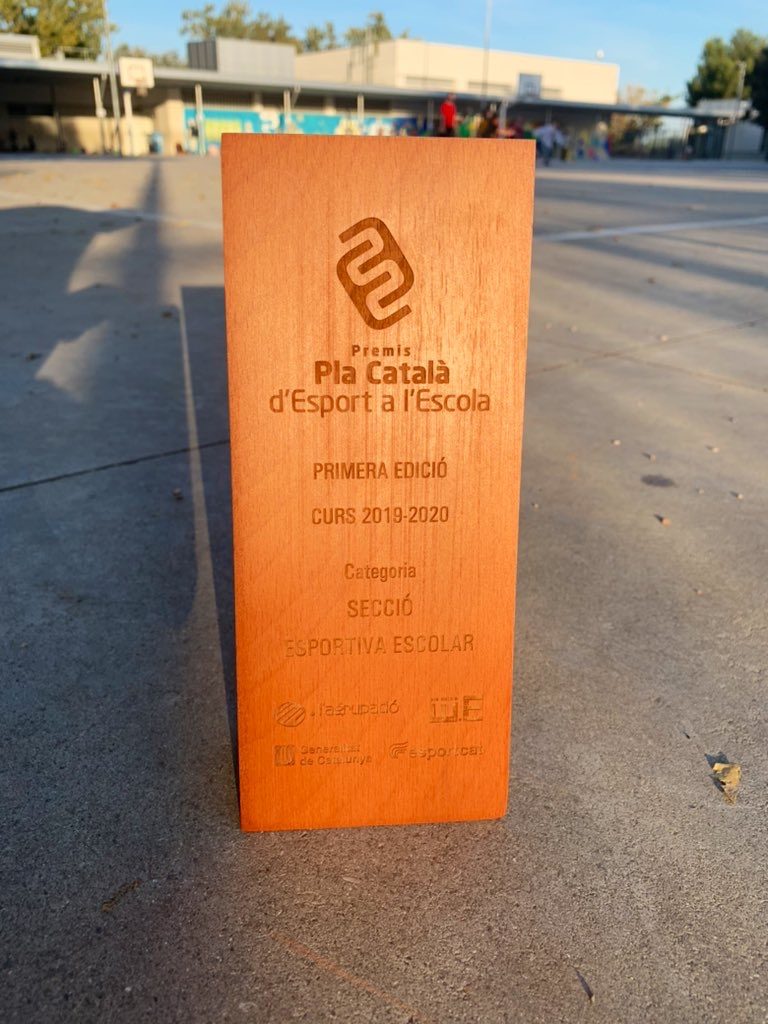 Premis
Pla Català
d'Esport a l'Escola
PRIMERA EDICIÓ
CURS 2019-2020
Categoria
SECCIÓ
ESPORTIVA ESCOLAR
l'agrupació
Generalitat
de Catalunya
esportcat